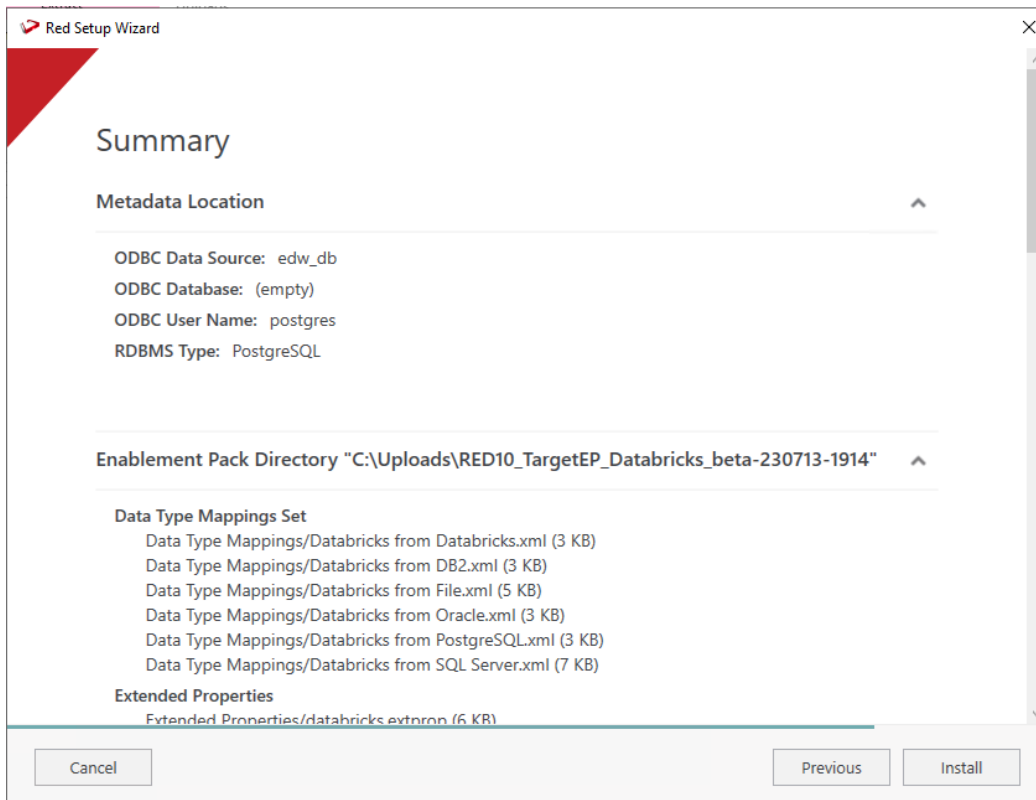 Red Setup Wizard
Summary
Metadata Location
ODBC Data Source: edw_db
ODBC Database: (empty)
ODBC User Name: postgres
RDBMS Type: PostgreSQL
Enablement Pack Directory "C:\Uploads\RED10_TargetEP_Databricks_beta-230713-1914"
Data Type Mappings Set
Data Type Mappings/Databricks from Databricks.xml (3 KB)
Data Type Mappings/Databricks from DB2.xml (3 KB)
Data Type Mappings/Databricks from File.xml (5 KB)
Data Type Mappings/Databricks from Oracle.xml (3 KB)
Data Type Mappings/Databricks from PostgreSQL.xml (3 KB)
Data Type Mappings/Databricks from SQL Server.xml (7 KB)
Extended Properties
Extended Properties/databricks.extprop (6 KB)
Cancel
Previous
Install